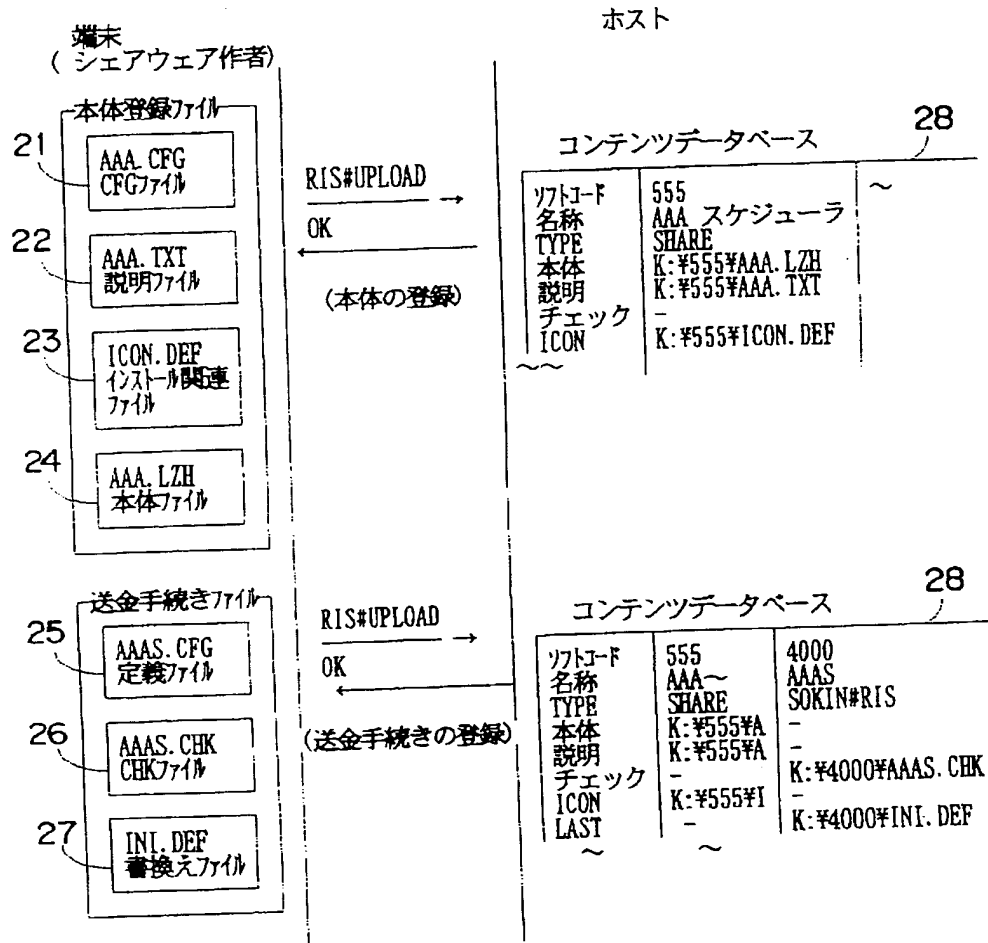 端末
( シェアウェア作者)
ホスト
本体登録ファイル
21
AAA.CFG
CFGファイル
22
AAA.TXT
説明ファイル
23
ICON.DEF
インストール関連
ファイル
24
AAA.LZH
本体ファイル
RIS#UPLOAD
OK
(本体の登録)
コンテンツデータベース
28
ソフトコード 555 ～
名称 AAA スケジューラ
TYPE SHARE
本体 K:¥555¥AAA.LZH
説明 K:¥555¥AAA.TXT
チェック -
ICON K:¥555¥ICON.DEF
～～
送金手続きファイル
25
AAAS.CFG
定義ファイル
26
AAAS.CHK
CHKファイル
27
INI.DEF
書換えファイル
RIS#UPLOAD
OK
(送金手続きの登録)
コンテンツデータベース
28
ソフトコード 555 4000
名称 AAA～ AAAS
TYPE SHARE SOKIN#RIS
本体 K:¥555¥A -
説明 K:¥555¥A -
チェック - K:¥4000¥AAAS.CHK
ICON K:¥555¥I -
LAST - K:¥4000¥INI.DEF
～ ～